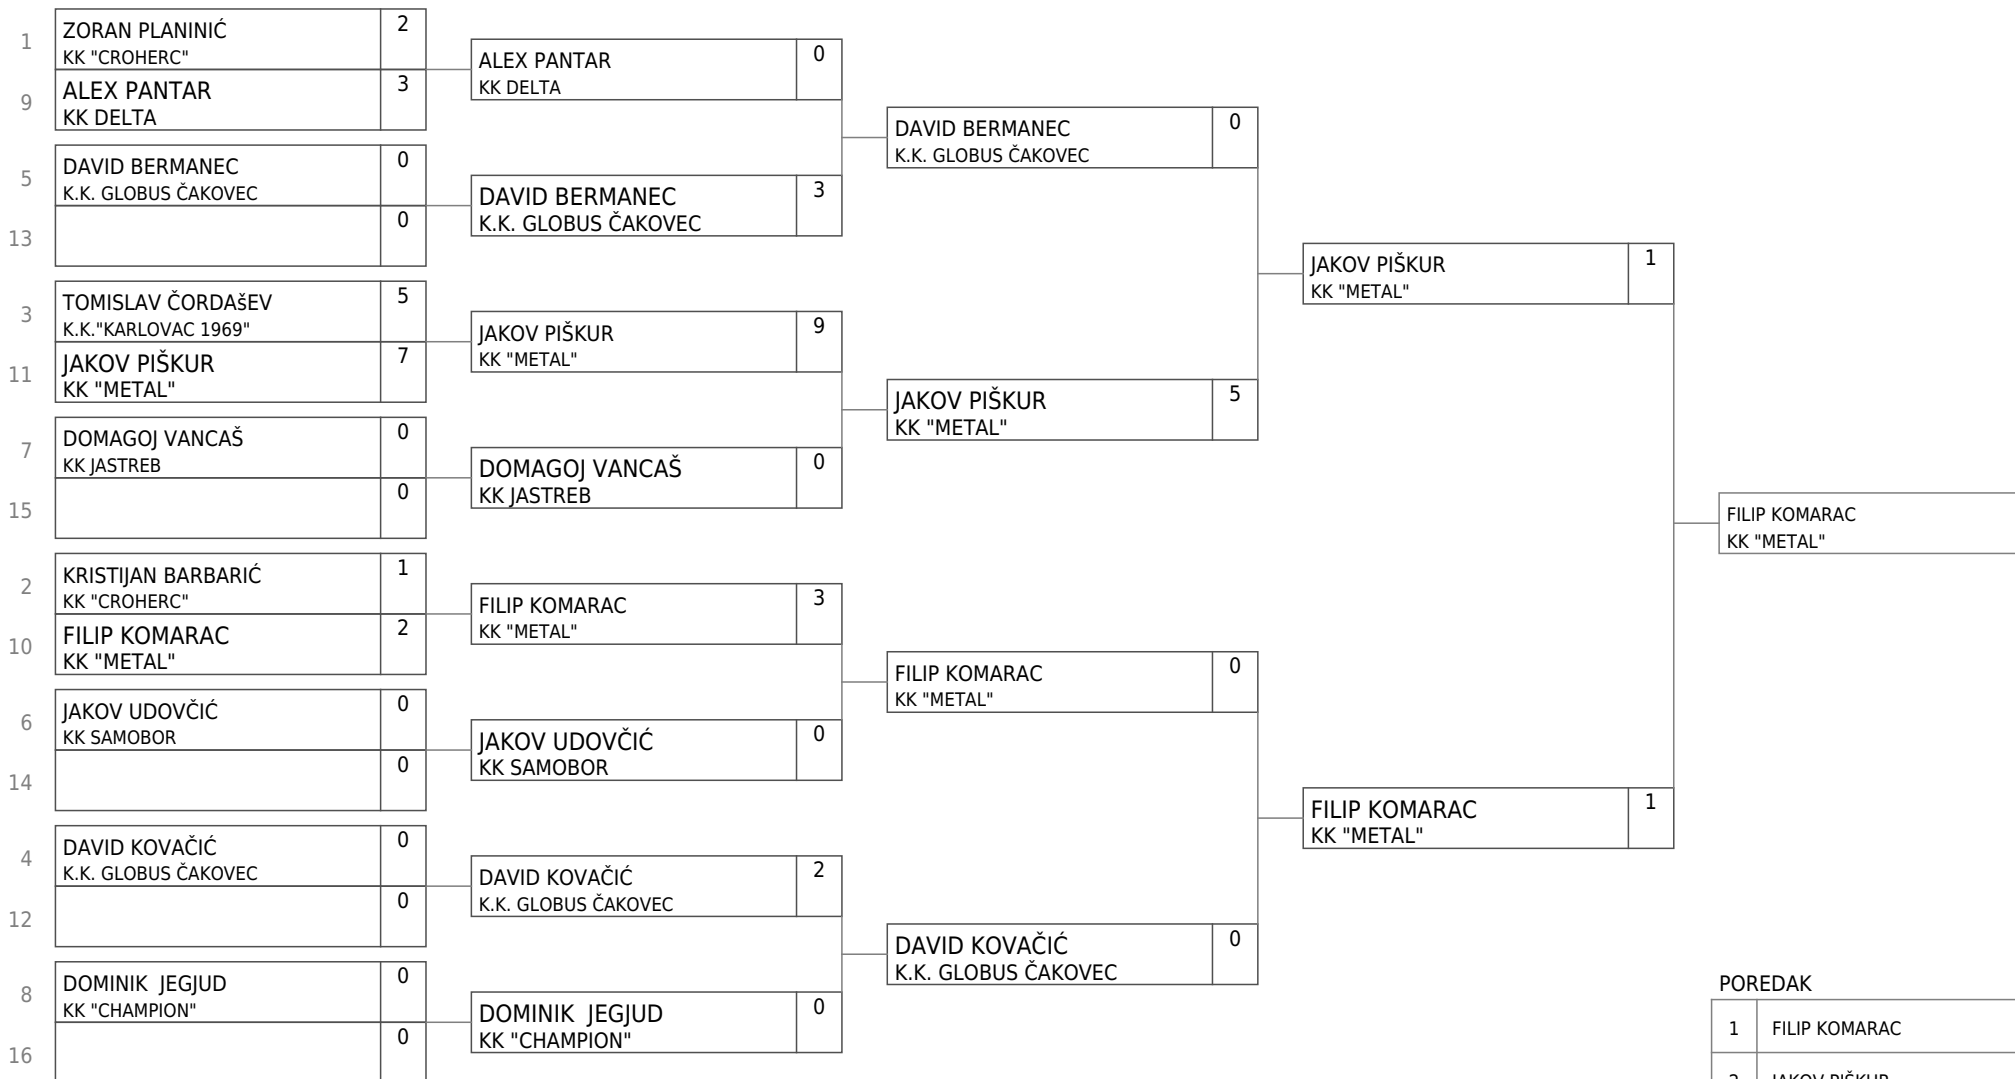 1
ZORAN PLANINIĆ
2
KK "CROHERC"
9
ALEX PANTAR
3
KK DELTA
5
DAVID BERMANEC
0
K.K. GLOBUS ČAKOVEC
13
0
3
TOMISLAV ČORDAšEV
5
K.K."KARLOVAC 1969"
11
JAKOV PIŠKUR
7
KK "METAL"
7
DOMAGOJ VANCAŠ
0
KK JASTREB
15
0
2
KRISTIJAN BARBARIĆ
1
KK "CROHERC"
10
FILIP KOMARAC
2
KK "METAL"
6
JAKOV UDOVČIĆ
0
KK SAMOBOR
14
0
4
DAVID KOVAČIĆ
0
K.K. GLOBUS ČAKOVEC
12
0
8
DOMINIK  JEGJUD
0
KK "CHAMPION"
16
0
ALEX PANTAR
0
KK DELTA
DAVID BERMANEC
3
K.K. GLOBUS ČAKOVEC
JAKOV PIŠKUR
9
KK "METAL"
DOMAGOJ VANCAŠ
0
KK JASTREB
FILIP KOMARAC
3
KK "METAL"
JAKOV UDOVČIĆ
0
KK SAMOBOR
DAVID KOVAČIĆ
2
K.K. GLOBUS ČAKOVEC
DOMINIK  JEGJUD
0
KK "CHAMPION"
DAVID BERMANEC
0
K.K. GLOBUS ČAKOVEC
JAKOV PIŠKUR
5
KK "METAL"
FILIP KOMARAC
0
KK "METAL"
DAVID KOVAČIĆ
0
K.K. GLOBUS ČAKOVEC
JAKOV PIŠKUR
1
KK "METAL"
FILIP KOMARAC
1
KK "METAL"
FILIP KOMARAC
KK "METAL"
POREDAK
1 FILIP KOMARAC
2 JAKOV PIŠKUR